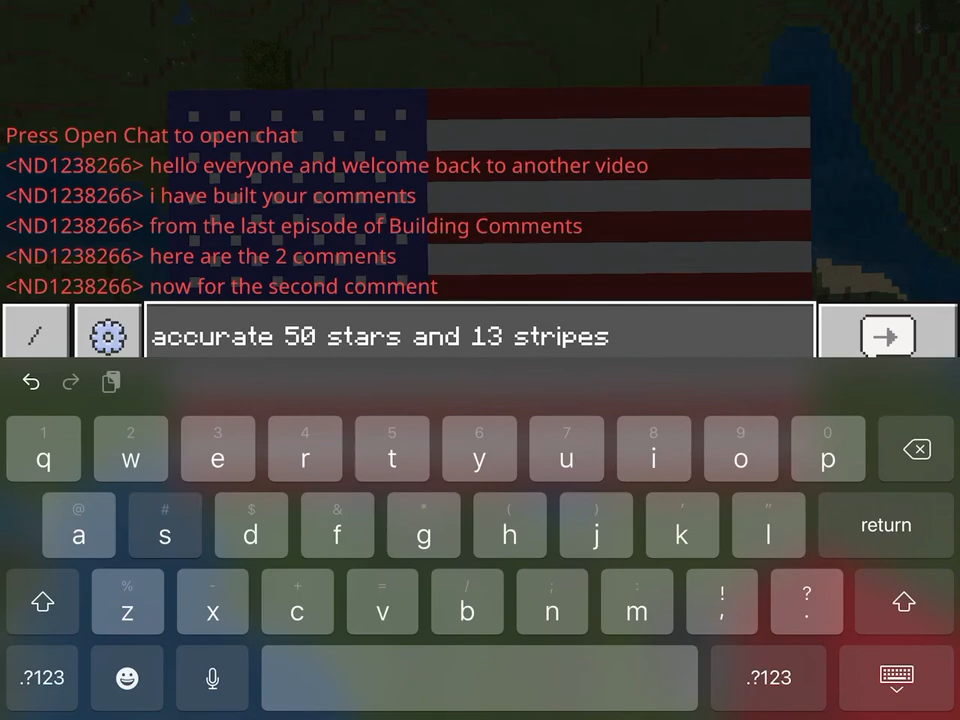 Press Open Chat to open chat
<ND1238266> hello everyone and welcome back to another video
<ND1238266> i have built your comments
<ND1238266> from the last episode of Building Comments
<ND1238266> here are the 2 comments
<ND1238266> now for the second comment
/ accurate 50 stars and 13 stripes
1 2 3 4 5 6 7 8 9 0
q w e r t y u i o p
@ # $ & * ( ) ' "
a s d f g h j k l return
% - + = / ; : ! ?
z x c v b n m , .
.?123 .?123